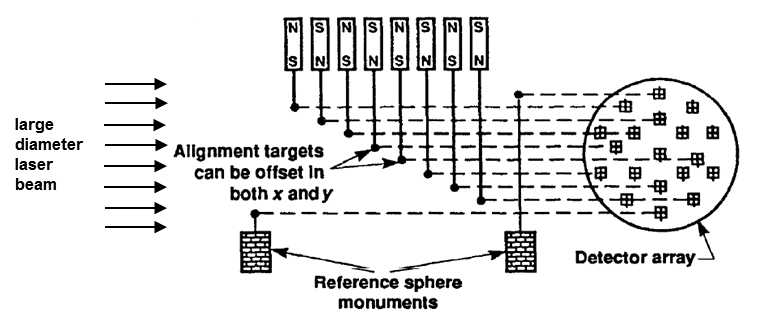 N S N S N S N S
S N S N S N S N
large
diameter
laser
beam
Alignment targets
can be offset in
both x and y
Detector array
Reference sphere
monuments